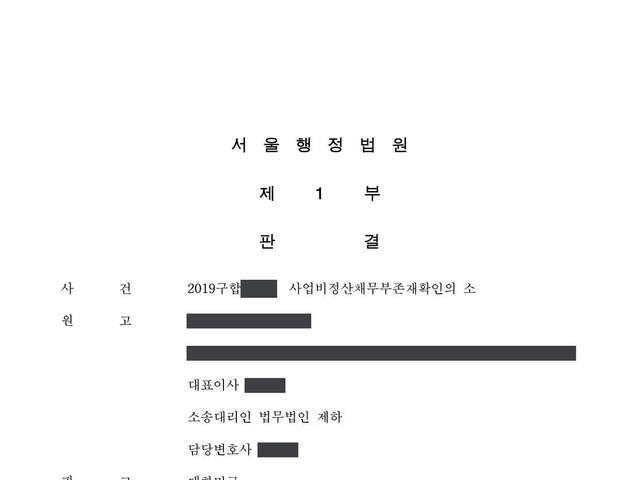 서 울 행 정 법 원
제 1 부
판 결
사 건 2019구합 사업비정산채무부존재확인의 소
원 고
대표이사
소송대리인 법무법인 제하
담당변호사